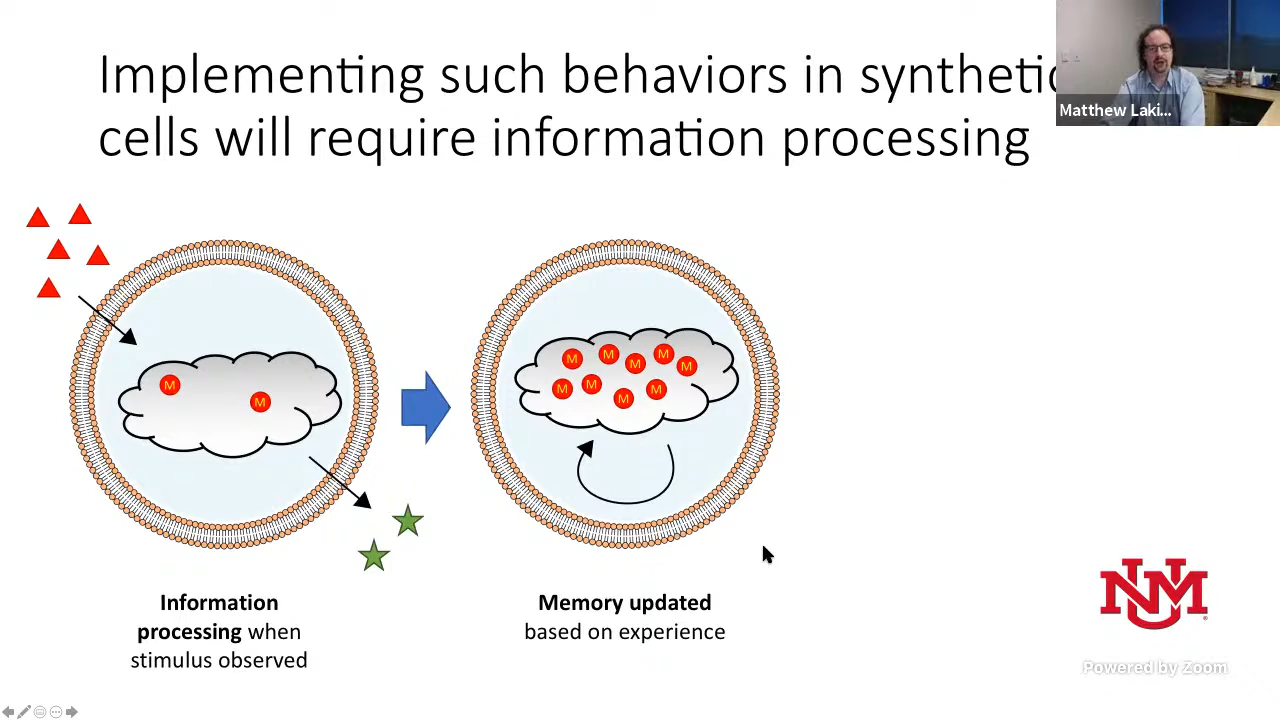 Implementing such behaviors in synthetic
cells will require information processing
Matthew Laki...
M
M
M
M
M
M
M
M
M
M
M
Information
processing when
stimulus observed
Memory updated
based on experience
NM
Powered by Zoom